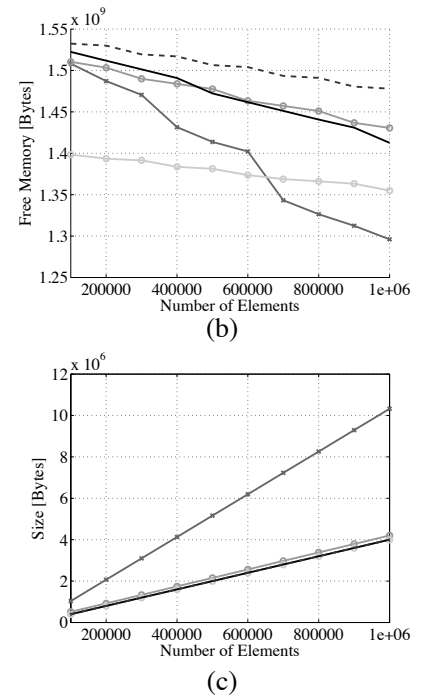 x 10^9
1.55
1.5
1.45
1.4
1.35
1.3
1.25
Free Memory [Bytes]
200000 400000 600000 800000 1e+06
Number of Elements
(b)
x 10^6
12
10
8
6
4
2
0
Size [Bytes]
200000 400000 600000 800000 1e+06
Number of Elements
(c)